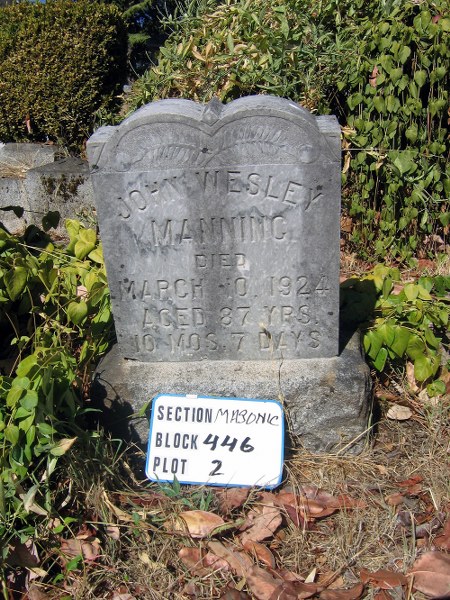 JOHN WESLEY
MANNING
DIED
MARCH 10, 1924
AGED 87 YRS.
10 MOS. 7 DAYS
SECTION MASONIC
BLOCK 446
PLOT 2